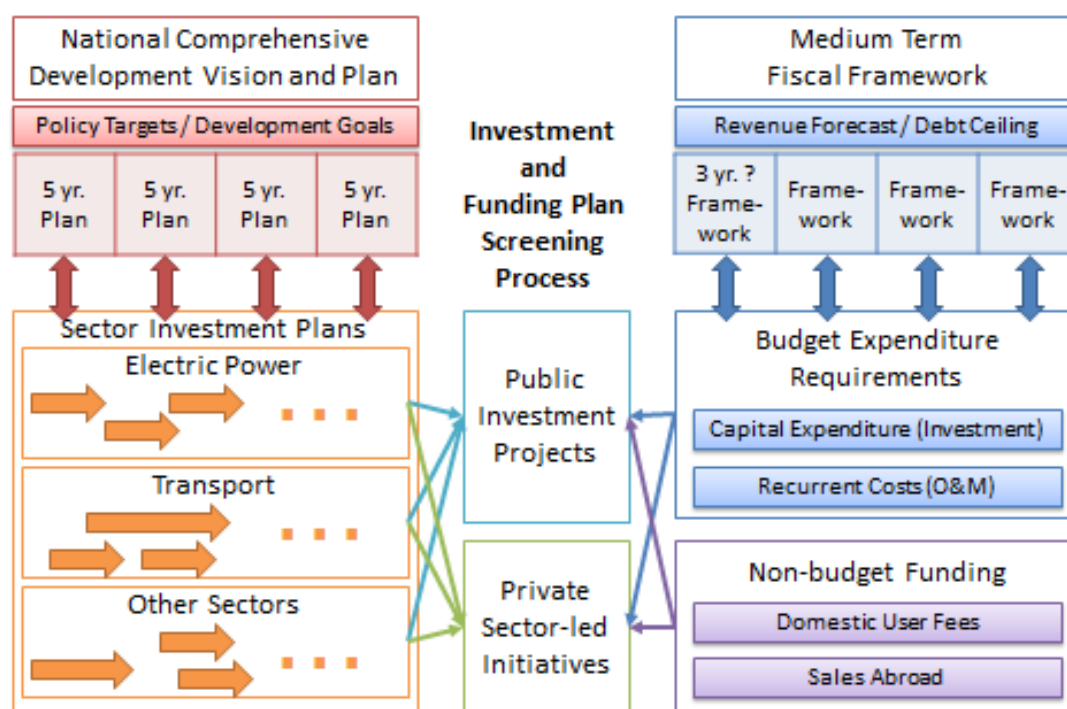 National Comprehensive
Development Vision and Plan
Policy Targets / Development Goals
5 yr.
Plan
5 yr.
Plan
5 yr.
Plan
5 yr.
Plan
Investment
and
Funding Plan
Screening
Process
Medium Term
Fiscal Framework
Revenue Forecast / Debt Ceiling
3 yr. ?
Frame-
work
Frame-
work
Frame-
work
Frame-
work
Sector Investment Plans
Electric Power
Transport
Other Sectors
Public
Investment
Projects
Private
Sector-led
Initiatives
Budget Expenditure
Requirements
Capital Expenditure (Investment)
Recurrent Costs (O&M)
Non-budget Funding
Domestic User Fees
Sales Abroad